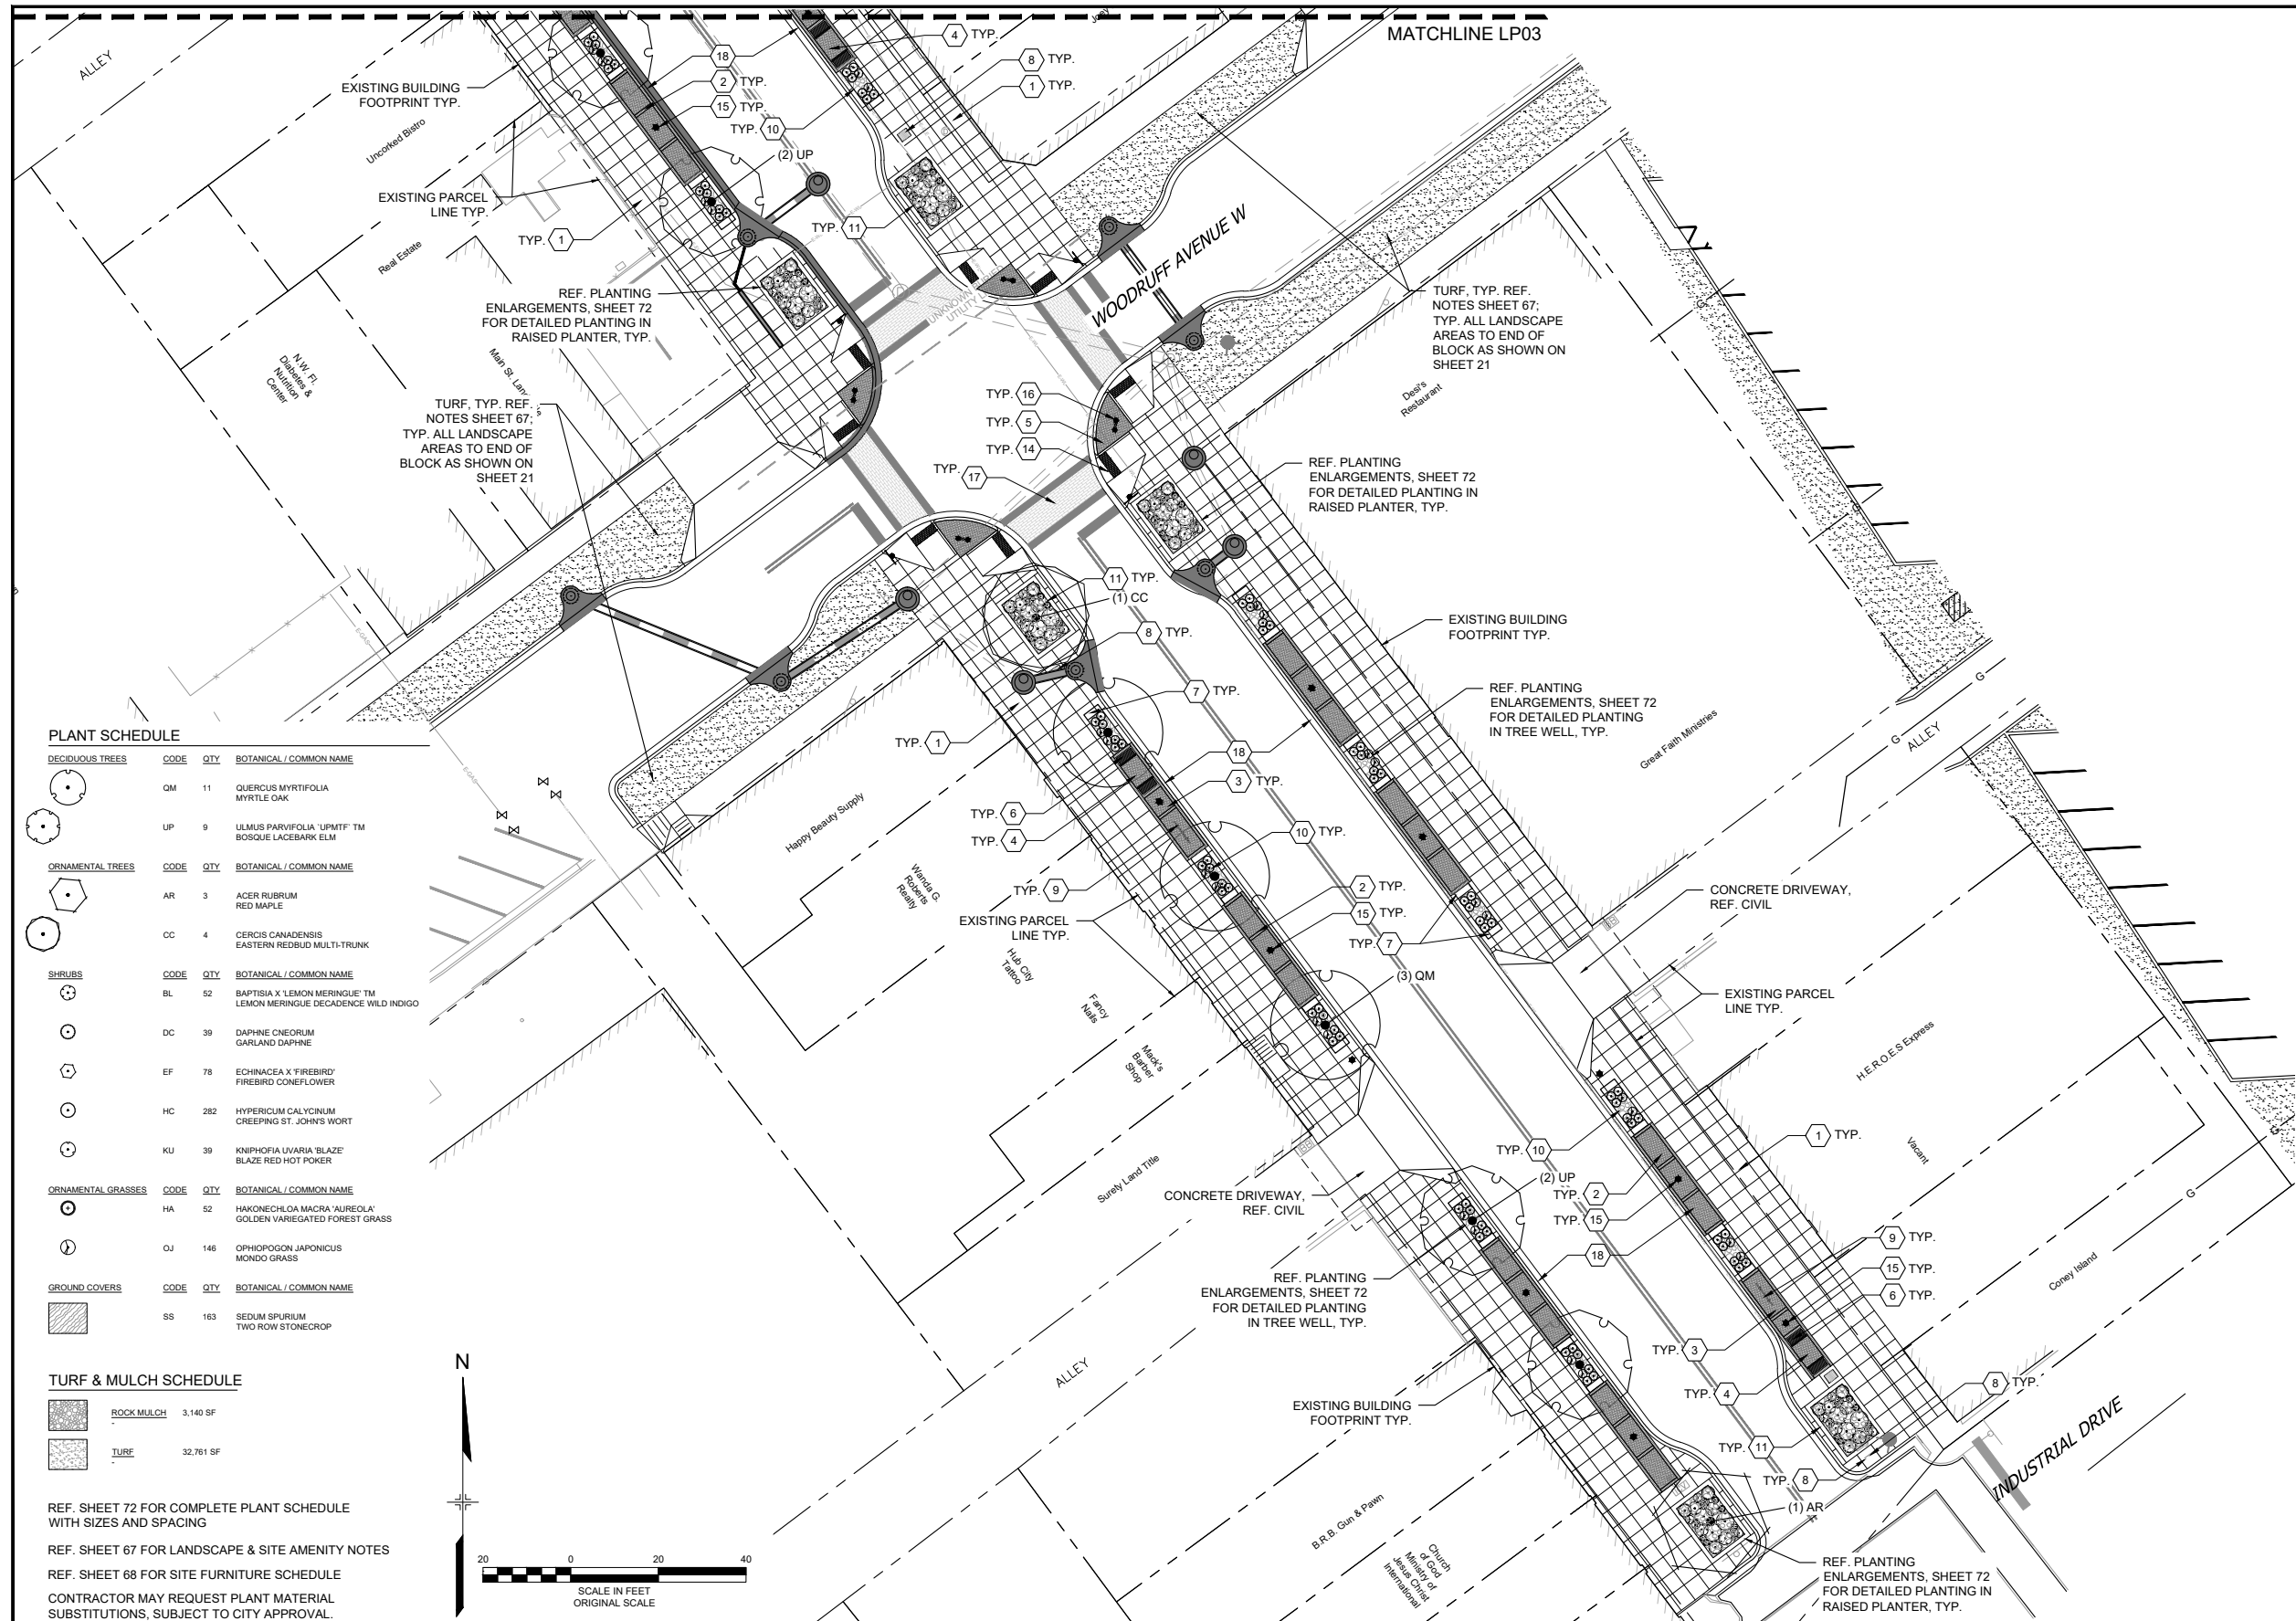 MATCHLINE LP03
ALLEY
EXISTING BUILDING
FOOTPRINT TYP.
Uncorked Bistro
EXISTING PARCEL
LINE TYP.
Real Estate
TYP. 1
18
2 TYP.
15 TYP.
TYP. 10
(2) UP
4 TYP.
8 TYP.
1 TYP.
TYP. 11
REF. PLANTING
ENLARGEMENTS, SHEET 72
FOR DETAILED PLANTING IN
RAISED PLANTER, TYP.
N.W. Fl.
Diabetes &
Nutrition
Center
TURF, TYP. REF.
NOTES SHEET 67;
TYP. ALL LANDSCAPE
AREAS TO END OF
BLOCK AS SHOWN ON
SHEET 21
UNKNOWN
UTILITY
WOODRUFF AVENUE W
TURF, TYP. REF.
NOTES SHEET 67;
TYP. ALL LANDSCAPE
AREAS TO END OF
BLOCK AS SHOWN ON
SHEET 21
Desi's
Restaurant
TYP. 16
TYP. 5
TYP. 14
TYP. 17
REF. PLANTING
ENLARGEMENTS, SHEET 72
FOR DETAILED PLANTING IN
RAISED PLANTER, TYP.
11 TYP.
(1) CC
8 TYP.
7 TYP.
TYP. 1
18
3 TYP.
TYP. 6
TYP. 4
10 TYP.
TYP. 9
EXISTING PARCEL
LINE TYP.
2 TYP.
15 TYP.
TYP. 7
(3) QM
EXISTING BUILDING
FOOTPRINT TYP.
REF. PLANTING
ENLARGEMENTS, SHEET 72
FOR DETAILED PLANTING
IN TREE WELL, TYP.
Great Faith Ministries
G
ALLEY
G
CONCRETE DRIVEWAY,
REF. CIVIL
EXISTING PARCEL
LINE TYP.
H.E.R.O.E.S Express
Happy Beauty Supply
Wanda G.
Roberts
Realty
Hub City
Tattoo
Fancy
Nails
Mack's
Barber
Shop
Surety Land Title
CONCRETE DRIVEWAY,
REF. CIVIL
TYP. 10
(2) UP
TYP. 2
TYP. 15
18
1 TYP.
Vacant
G
9 TYP.
15 TYP.
6 TYP.
Coney Island
REF. PLANTING
ENLARGEMENTS, SHEET 72
FOR DETAILED PLANTING
IN TREE WELL, TYP.
ALLEY
EXISTING BUILDING
FOOTPRINT TYP.
TYP. 3
TYP. 4
8 TYP.
TYP. 11
TYP. 8
(1) AR
INDUSTRIAL DRIVE
B.R.B. Gun & Pawn
Church
of God
Ministry of
Jesus Christ
International
REF. PLANTING
ENLARGEMENTS, SHEET 72
FOR DETAILED PLANTING IN
RAISED PLANTER, TYP.
PLANT SCHEDULE
DECIDUOUS TREES CODE QTY BOTANICAL / COMMON NAME
QM 11 QUERCUS MYRTIFOLIA
MYRTLE OAK
UP 9 ULMUS PARVIFOLIA `UPMTF` TM
BOSQUE LACEBARK ELM
ORNAMENTAL TREES CODE QTY BOTANICAL / COMMON NAME
AR 3 ACER RUBRUM
RED MAPLE
CC 4 CERCIS CANADENSIS
EASTERN REDBUD MULTI-TRUNK
SHRUBS CODE QTY BOTANICAL / COMMON NAME
BL 52 BAPTISIA X 'LEMON MERINGUE' TM
LEMON MERINGUE DECADENCE WILD INDIGO
DC 39 DAPHNE CNEORUM
GARLAND DAPHNE
EF 78 ECHINACEA X 'FIREBIRD'
FIREBIRD CONEFLOWER
HC 282 HYPERICUM CALYCINUM
CREEPING ST. JOHN'S WORT
KU 39 KNIPHOFIA UVARIA 'BLAZE'
BLAZE RED HOT POKER
ORNAMENTAL GRASSES CODE QTY BOTANICAL / COMMON NAME
HA 52 HAKONECHLOA MACRA 'AUREOLA'
GOLDEN VARIEGATED FOREST GRASS
OJ 146 OPHIOPOGON JAPONICUS
MONDO GRASS
GROUND COVERS CODE QTY BOTANICAL / COMMON NAME
SS 163 SEDUM SPURIUM
TWO ROW STONECROP
TURF & MULCH SCHEDULE
ROCK MULCH 3,140 SF
-
TURF 32,761 SF
-
REF. SHEET 72 FOR COMPLETE PLANT SCHEDULE
WITH SIZES AND SPACING
REF. SHEET 67 FOR LANDSCAPE & SITE AMENITY NOTES
REF. SHEET 68 FOR SITE FURNITURE SCHEDULE
CONTRACTOR MAY REQUEST PLANT MATERIAL
SUBSTITUTIONS, SUBJECT TO CITY APPROVAL.
N
20 0 20 40
SCALE IN FEET
ORIGINAL SCALE